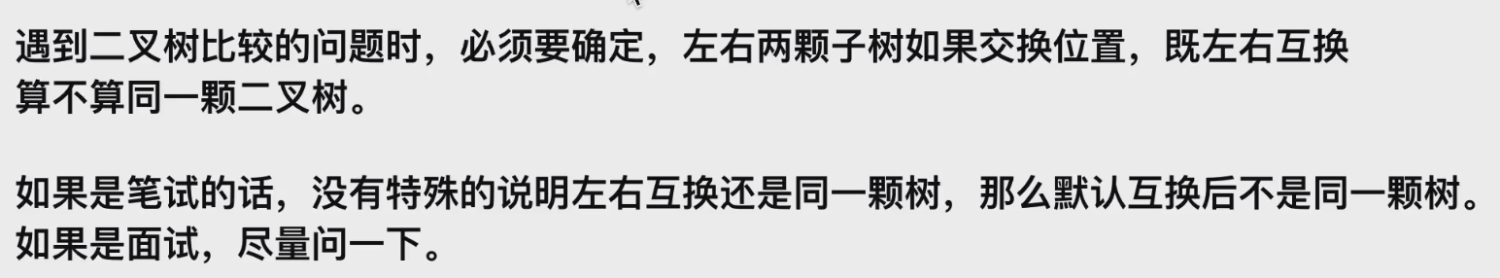 遇到二叉树比较的问题时，必须要确定，左右两颗子树如果交换位置，既左右互换
算不算同一颗二叉树。
如果是笔试的话，没有特殊的说明左右互换还是同一颗树，那么默认互换后不是同一颗树。
如果是面试，尽量问一下。